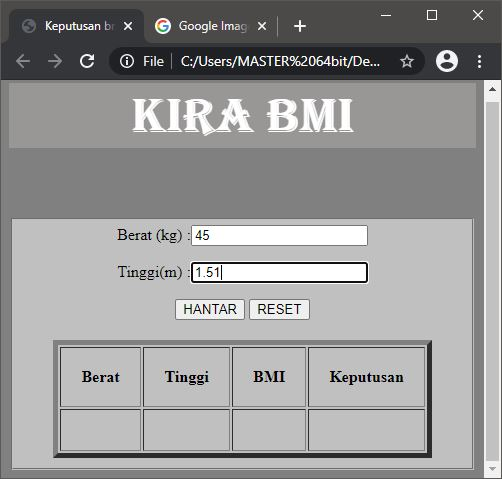 Keputusan br
Google Imag
File
C:/Users/MASTER%2064bit/De...
KIRA BMI
Berat (kg) : 45
Tinggi(m) : 1.51
HANTAR RESET
Berat Tinggi BMI Keputusan